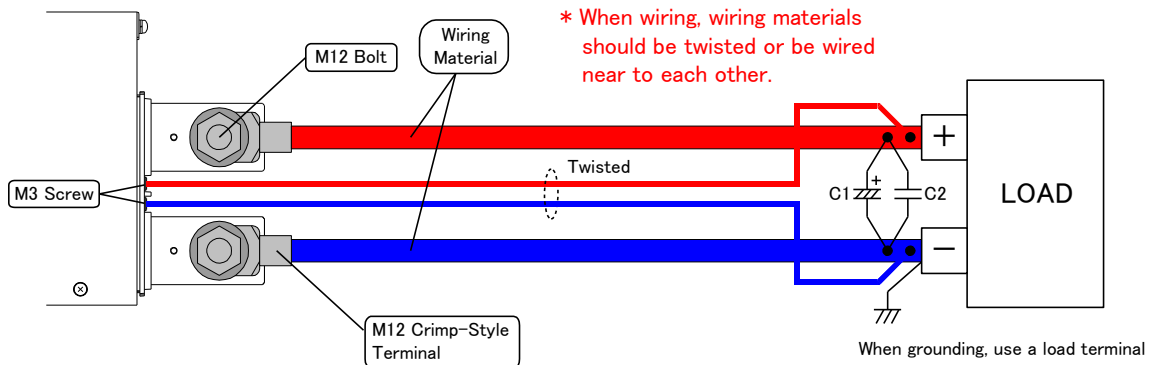 * When wiring, wiring materials
should be twisted or be wired
near to each other.
Wiring
Material
M12 Bolt
M3 Screw
Twisted
+
C1
+
C2
−
LOAD
M12 Crimp-Style
Terminal
When grounding, use a load terminal